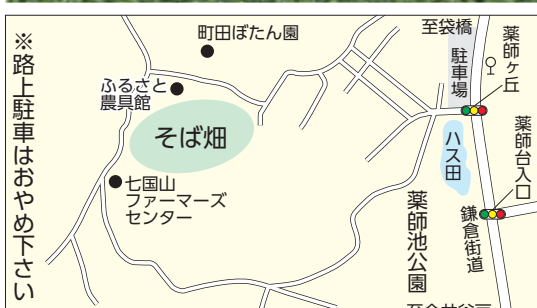 ※路上駐車はおやめ下さい
町田ぼたん園
ふるさと
農具館
そば畑
七国山
ファーマーズ
センター
至袋橋
駐車場
薬師ヶ丘
ハス田
薬師台入口
鎌倉街道
薬師池公園